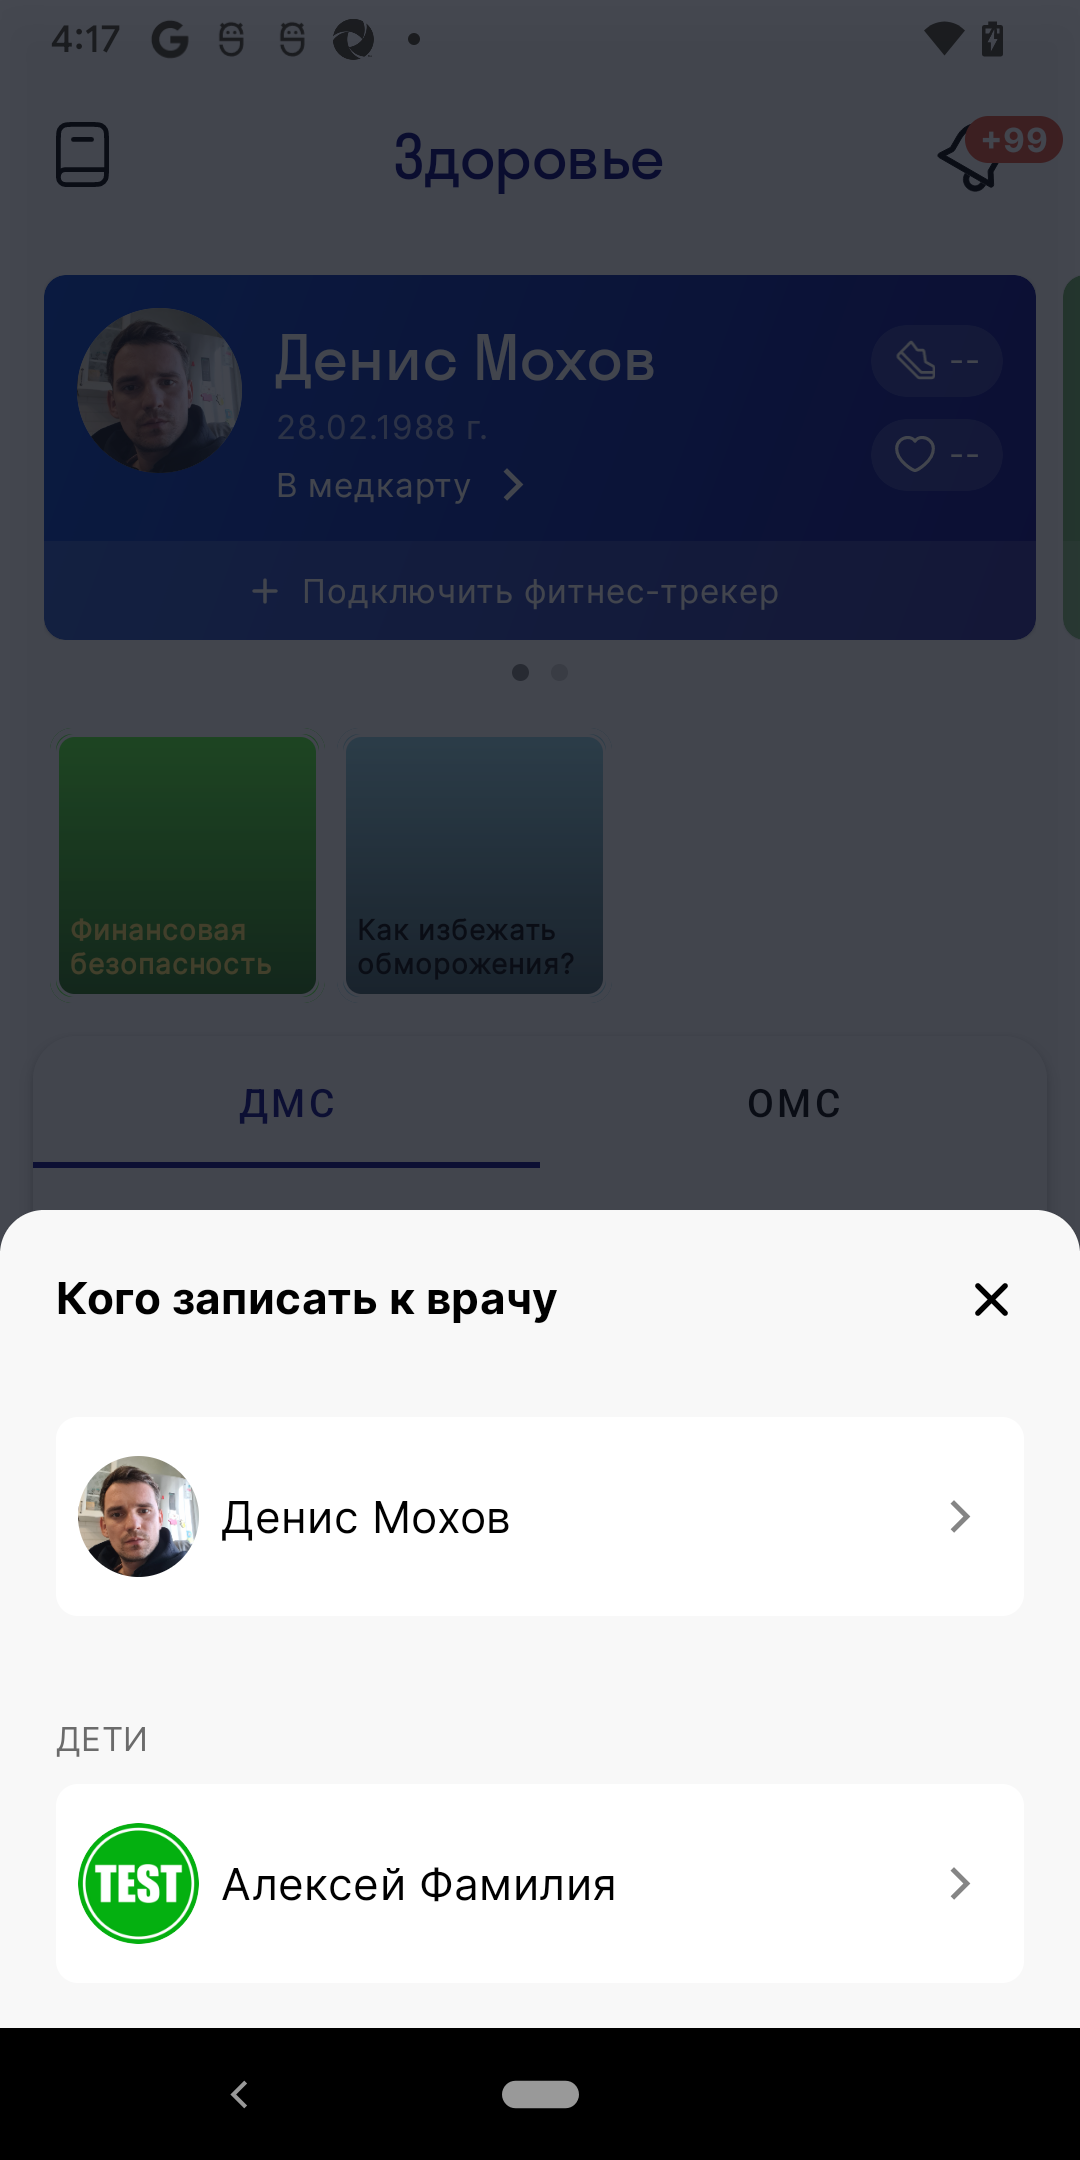 4:17
Здоровье
+99
Денис Мохов
28.02.1988 г.
В медкарту
--
--
+ Подключить фитнес-трекер
Финансовая
безопасность
Как избежать
обморожения?
ДМС
ОМС
Кого записать к врачу
Денис Мохов
ДЕТИ
TEST
Алексей Фамилия